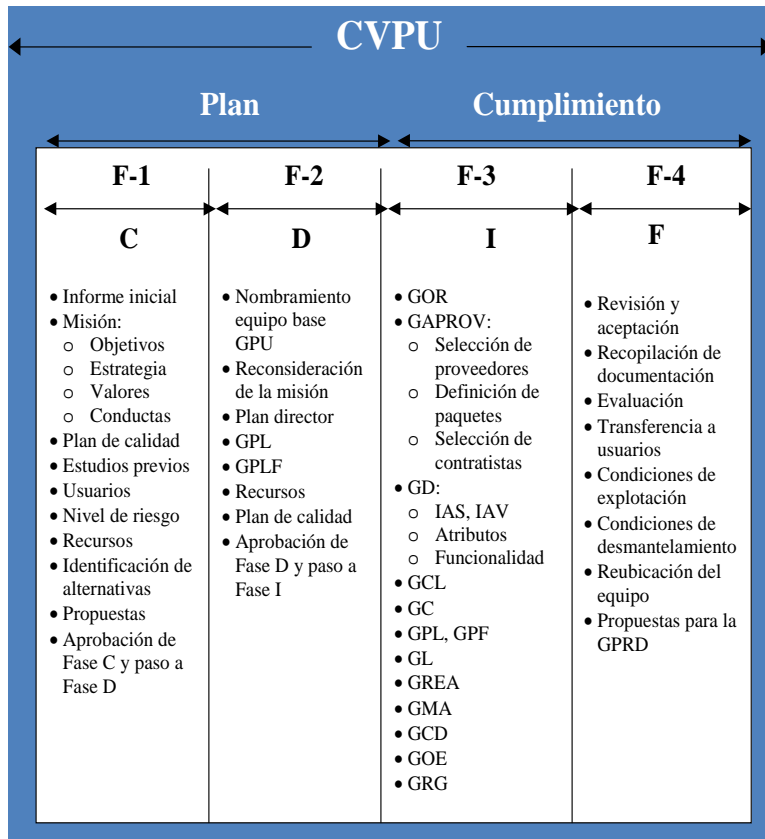 CVPU
Plan
Cumplimiento
F-1
C
• Informe inicial
• Misión:
o Objetivos
o Estrategia
o Valores
o Conductas
• Plan de calidad
• Estudios previos
• Usuarios
• Nivel de riesgo
• Recursos
• Identificación de
alternativas
• Propuestas
• Aprobación de
Fase C y paso a
Fase D
F-2
D
• Nombramiento
equipo base
GPU
• Reconsideración
de la misión
• Plan director
• GPL
• GPLF
• Recursos
• Plan de calidad
• Aprobación de
Fase D y paso a
Fase I
F-3
I
• GOR
• GAPROV:
o Selección de
proveedores
o Definición de
paquetes
o Selección de
contratistas
• GD:
o IAS, IAV
o Atributos
o Funcionalidad
• GCL
• GC
• GPL, GPF
• GL
• GREA
• GMA
• GCD
• GOE
• GRG
F-4
F
• Revisión y
aceptación
• Recopilación de
documentación
• Evaluación
• Transferencia a
usuarios
• Condiciones de
explotación
• Condiciones de
desmantelamiento
• Reubicación del
equipo
• Propuestas para la
GPRD